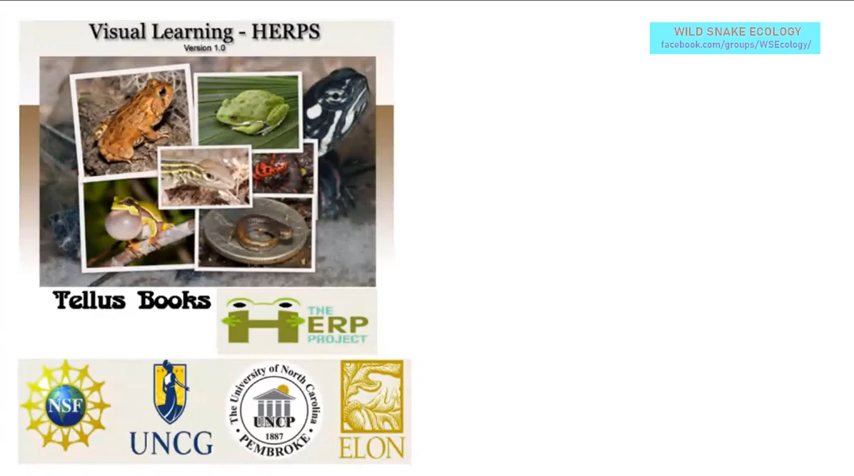 Visual Learning - HERPS
Version 1.0
WILD SNAKE ECOLOGY
facebook.com/groups/WSEcology/
Tellus Books
THE
HERP
PROJECT
NSF
UNCG
The University of North Carolina
UNCP
1887
PEMBROKE
ELON